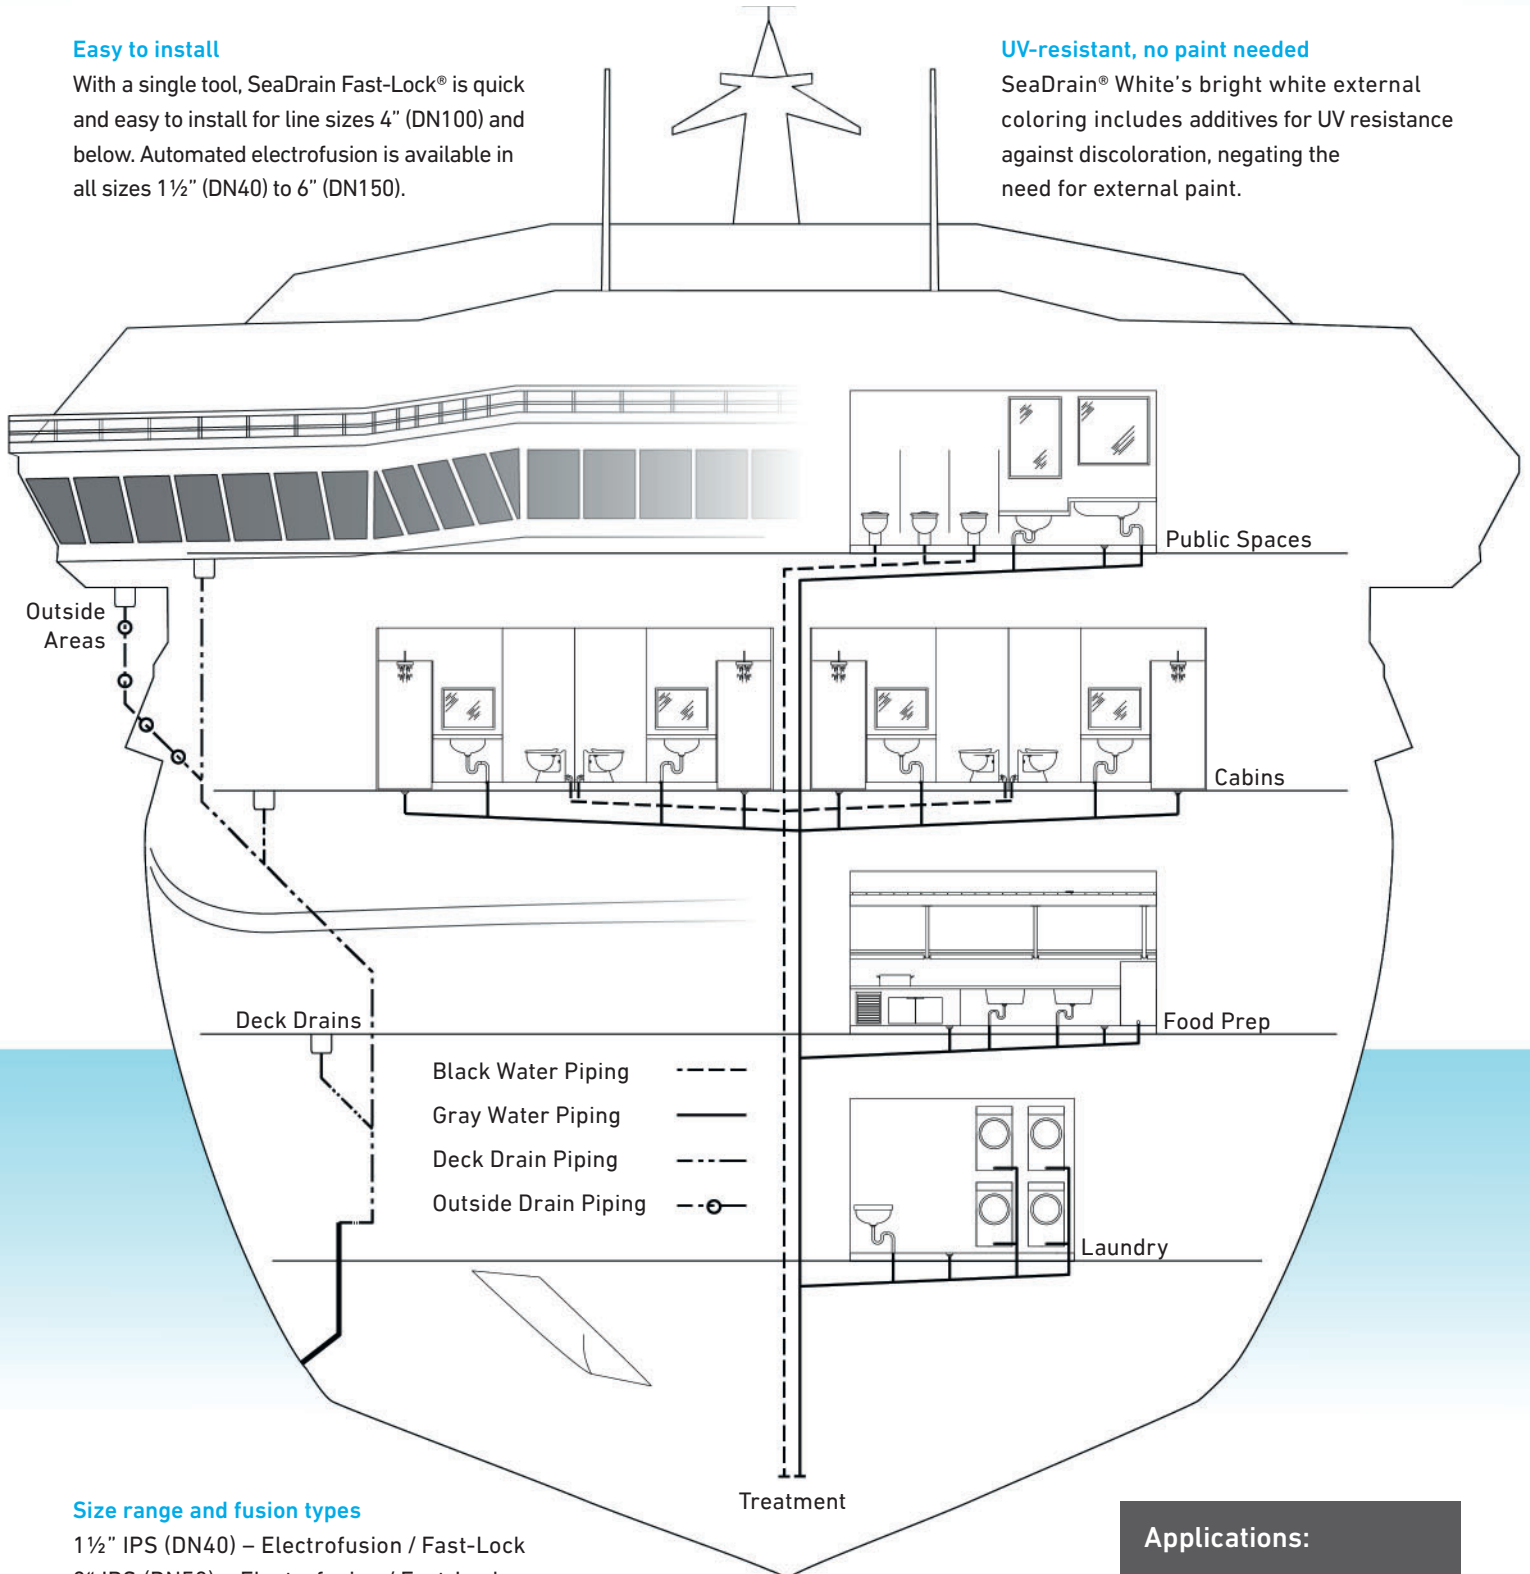 Easy to install
With a single tool, SeaDrain Fast-Lock® is quick
and easy to install for line sizes 4” (DN100) and
below. Automated electrofusion is available in
all sizes 1½” (DN40) to 6” (DN150).
UV-resistant, no paint needed
SeaDrain® White’s bright white external
coloring includes additives for UV resistance
against discoloration, negating the
need for external paint.
Public Spaces
Outside
Areas
Cabins
Deck Drains
Food Prep
Black Water Piping
Gray Water Piping
Deck Drain Piping
Outside Drain Piping
Laundry
Treatment
Size range and fusion types
1½” IPS (DN40) – Electrofusion / Fast-Lock
Applications: